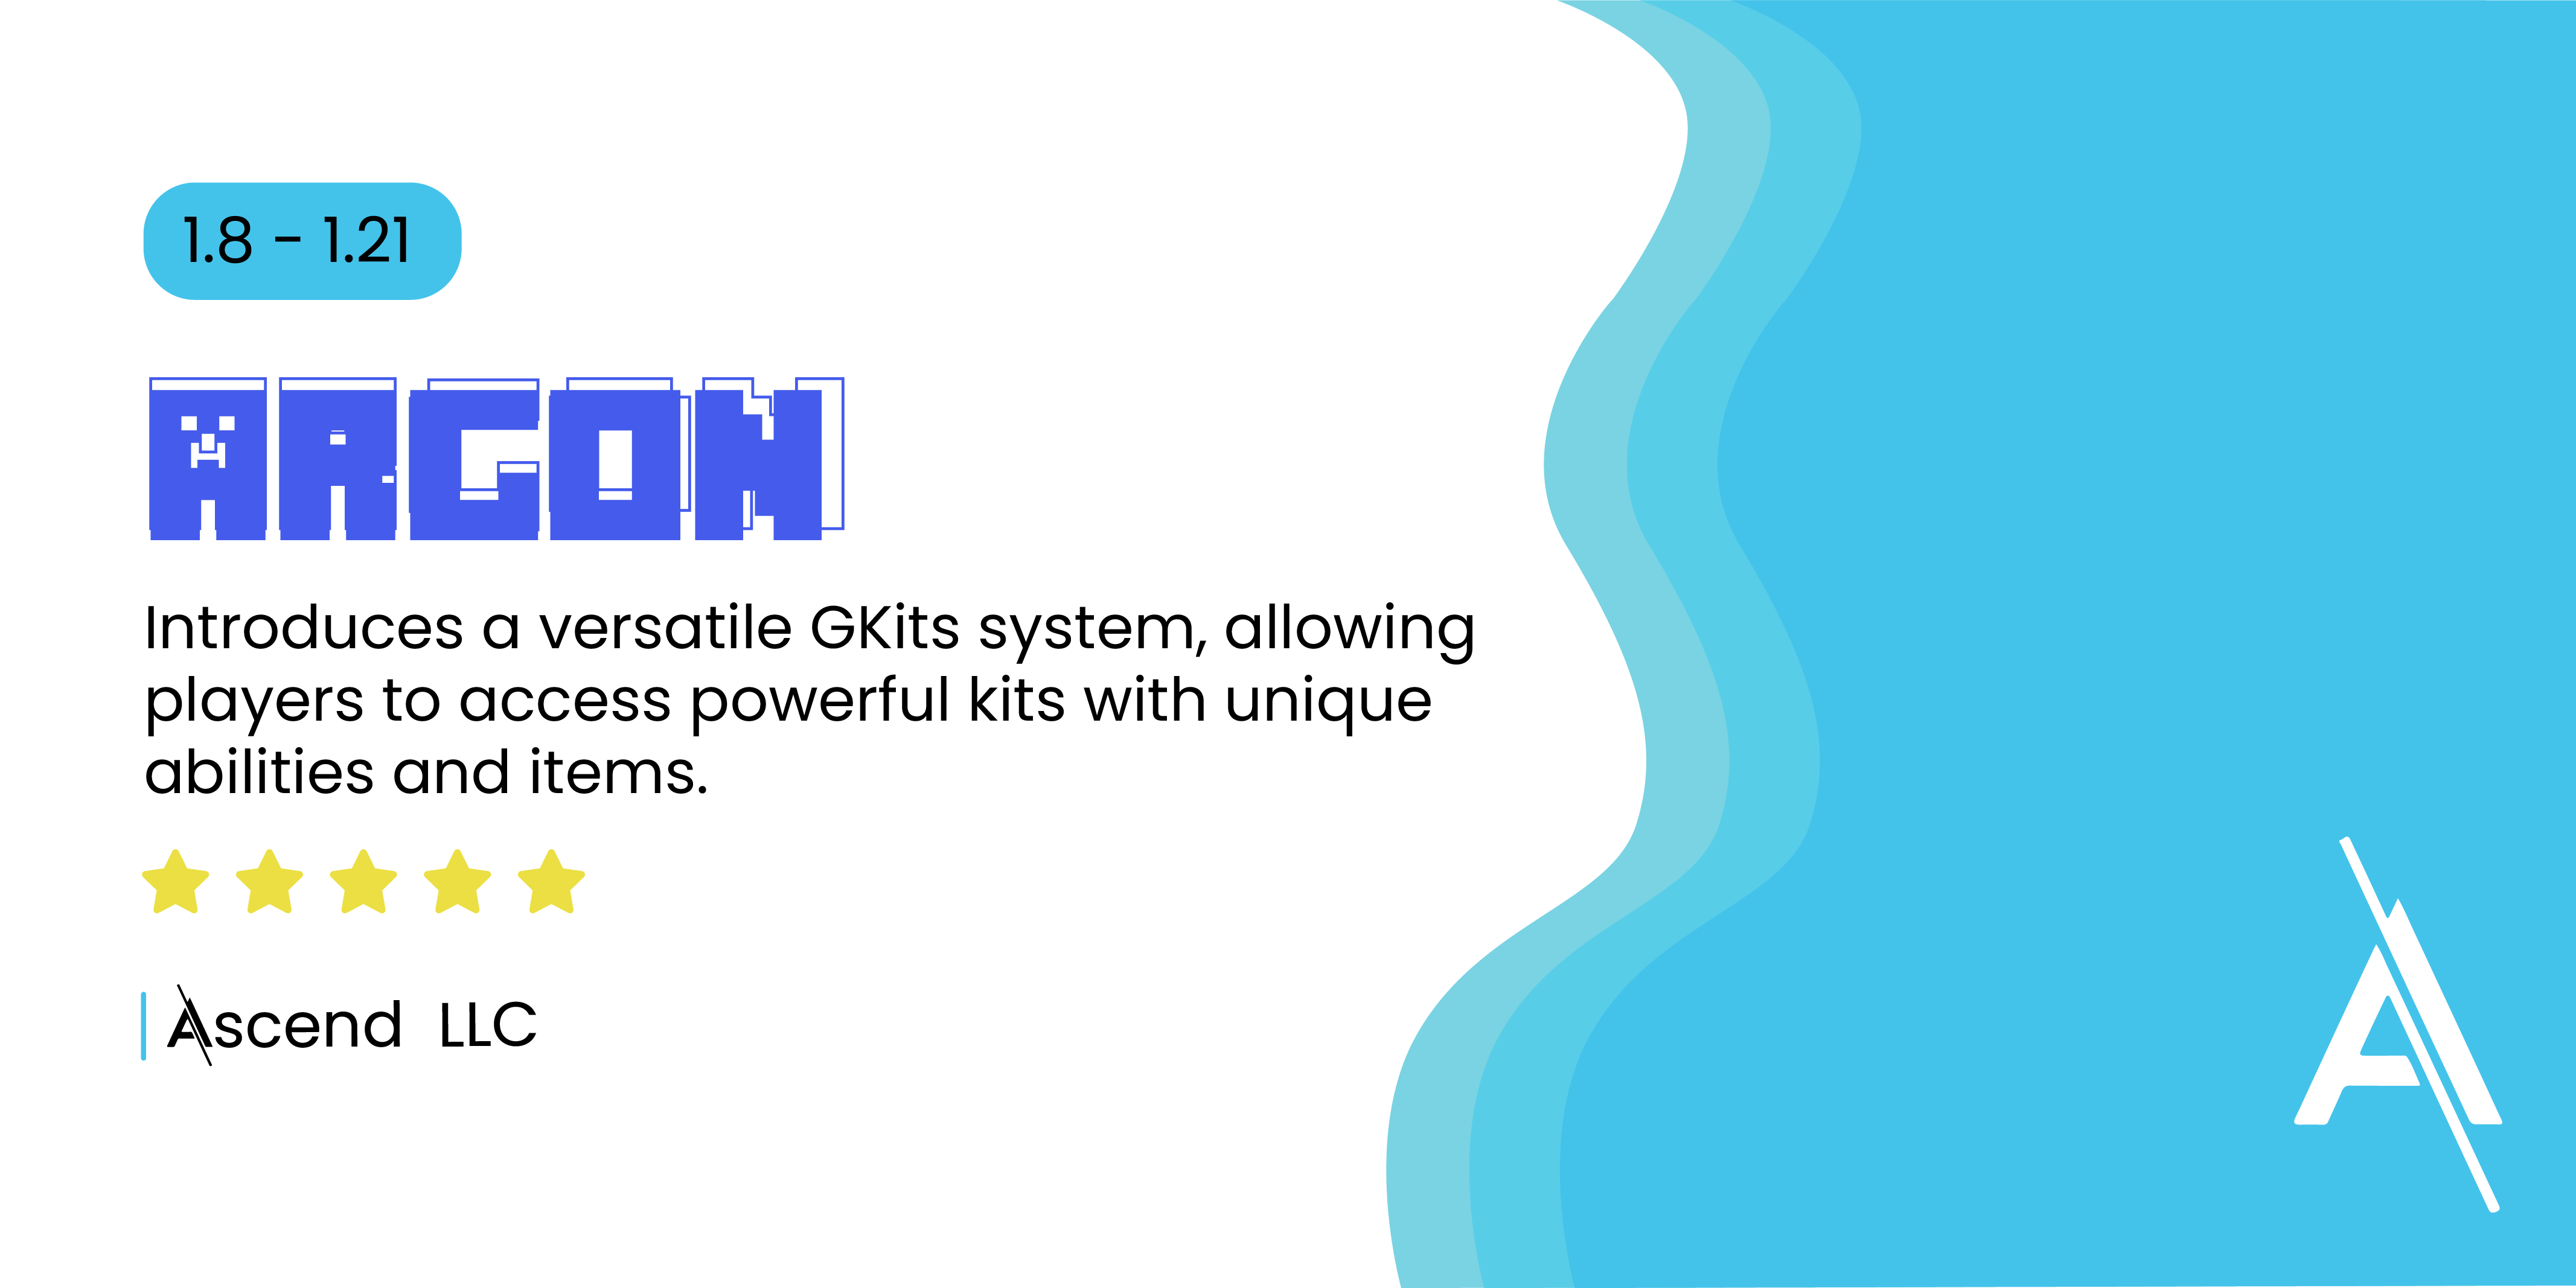 1.8 - 1.21
ARGON
Introduces a versatile GKits system, allowing
players to access powerful kits with unique
abilities and items.
Ascend LLC
A